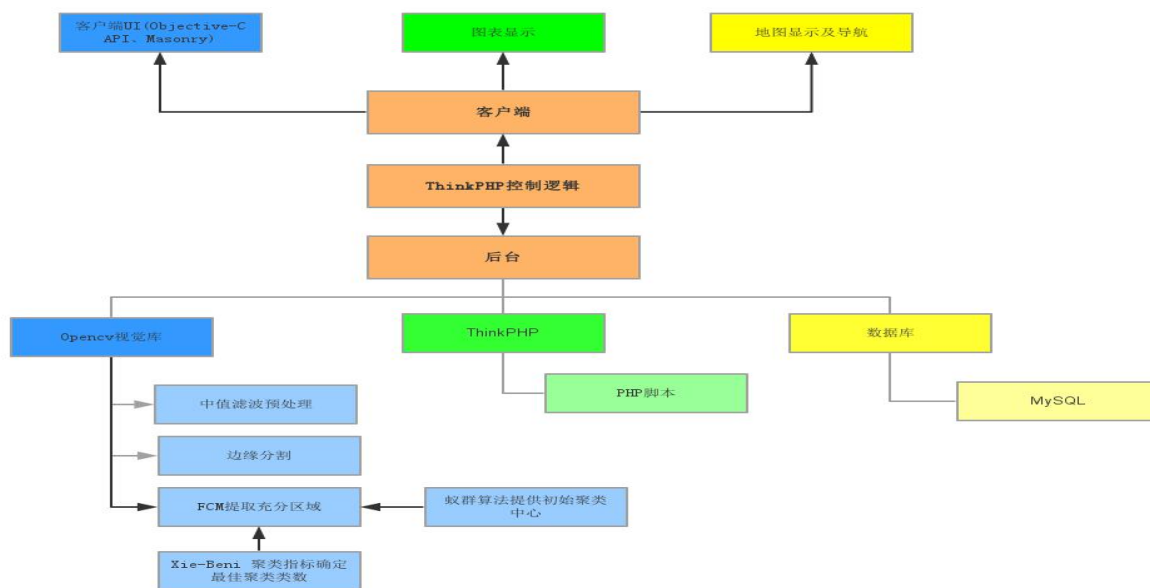 客户端UI(Objective-C
API、Masonry)
图表显示
地图显示及导航
客户端
ThinkPHP控制逻辑
后台
Opencv视觉库
ThinkPHP
数据库
中值滤波预处理
PHP脚本
MySQL
边缘分割
FCM提取充分区域
蚁群算法提供初始聚类
中心
Xie-Beni 聚类指标确定
最佳聚类类数